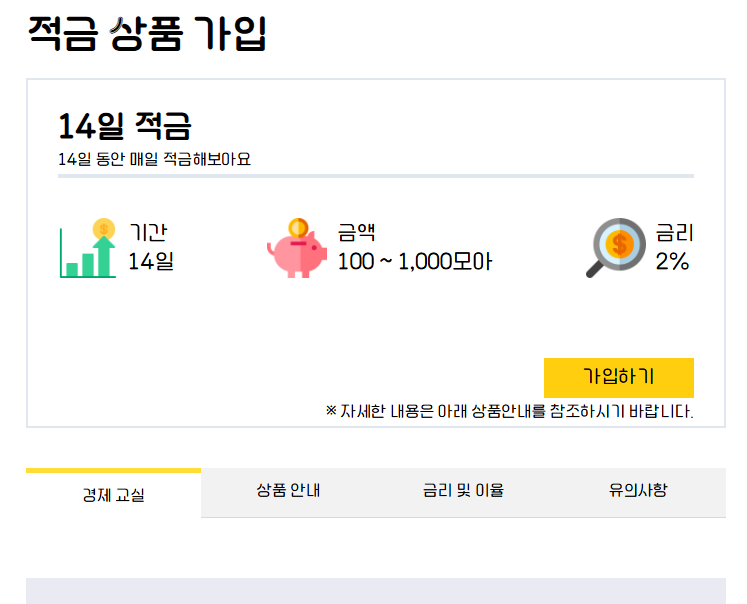 적금 상품 가입
14일 적금
14일 동안 매일 적금해보아요
기간
14일
금액
100 ~ 1,000모아
금리
2%
가입하기
※ 자세한 내용은 아래 상품안내를 참조하시기 바랍니다.
경제 교실 상품 안내 금리 및 이율 유의사항